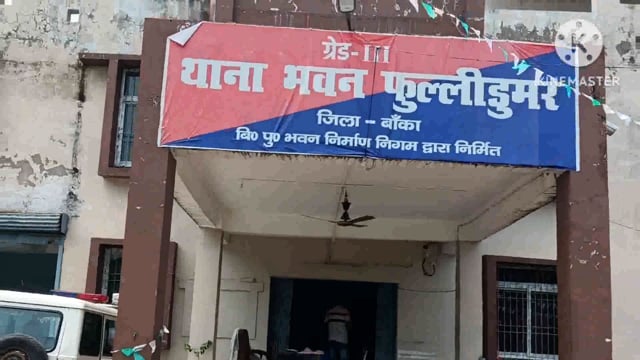 KINEMASTER
ग्रेड-III
थाना भवन फुल्लीडुमर
जिला - बाँका
बि० पु० भवन निर्माण निगम द्वारा निर्मित